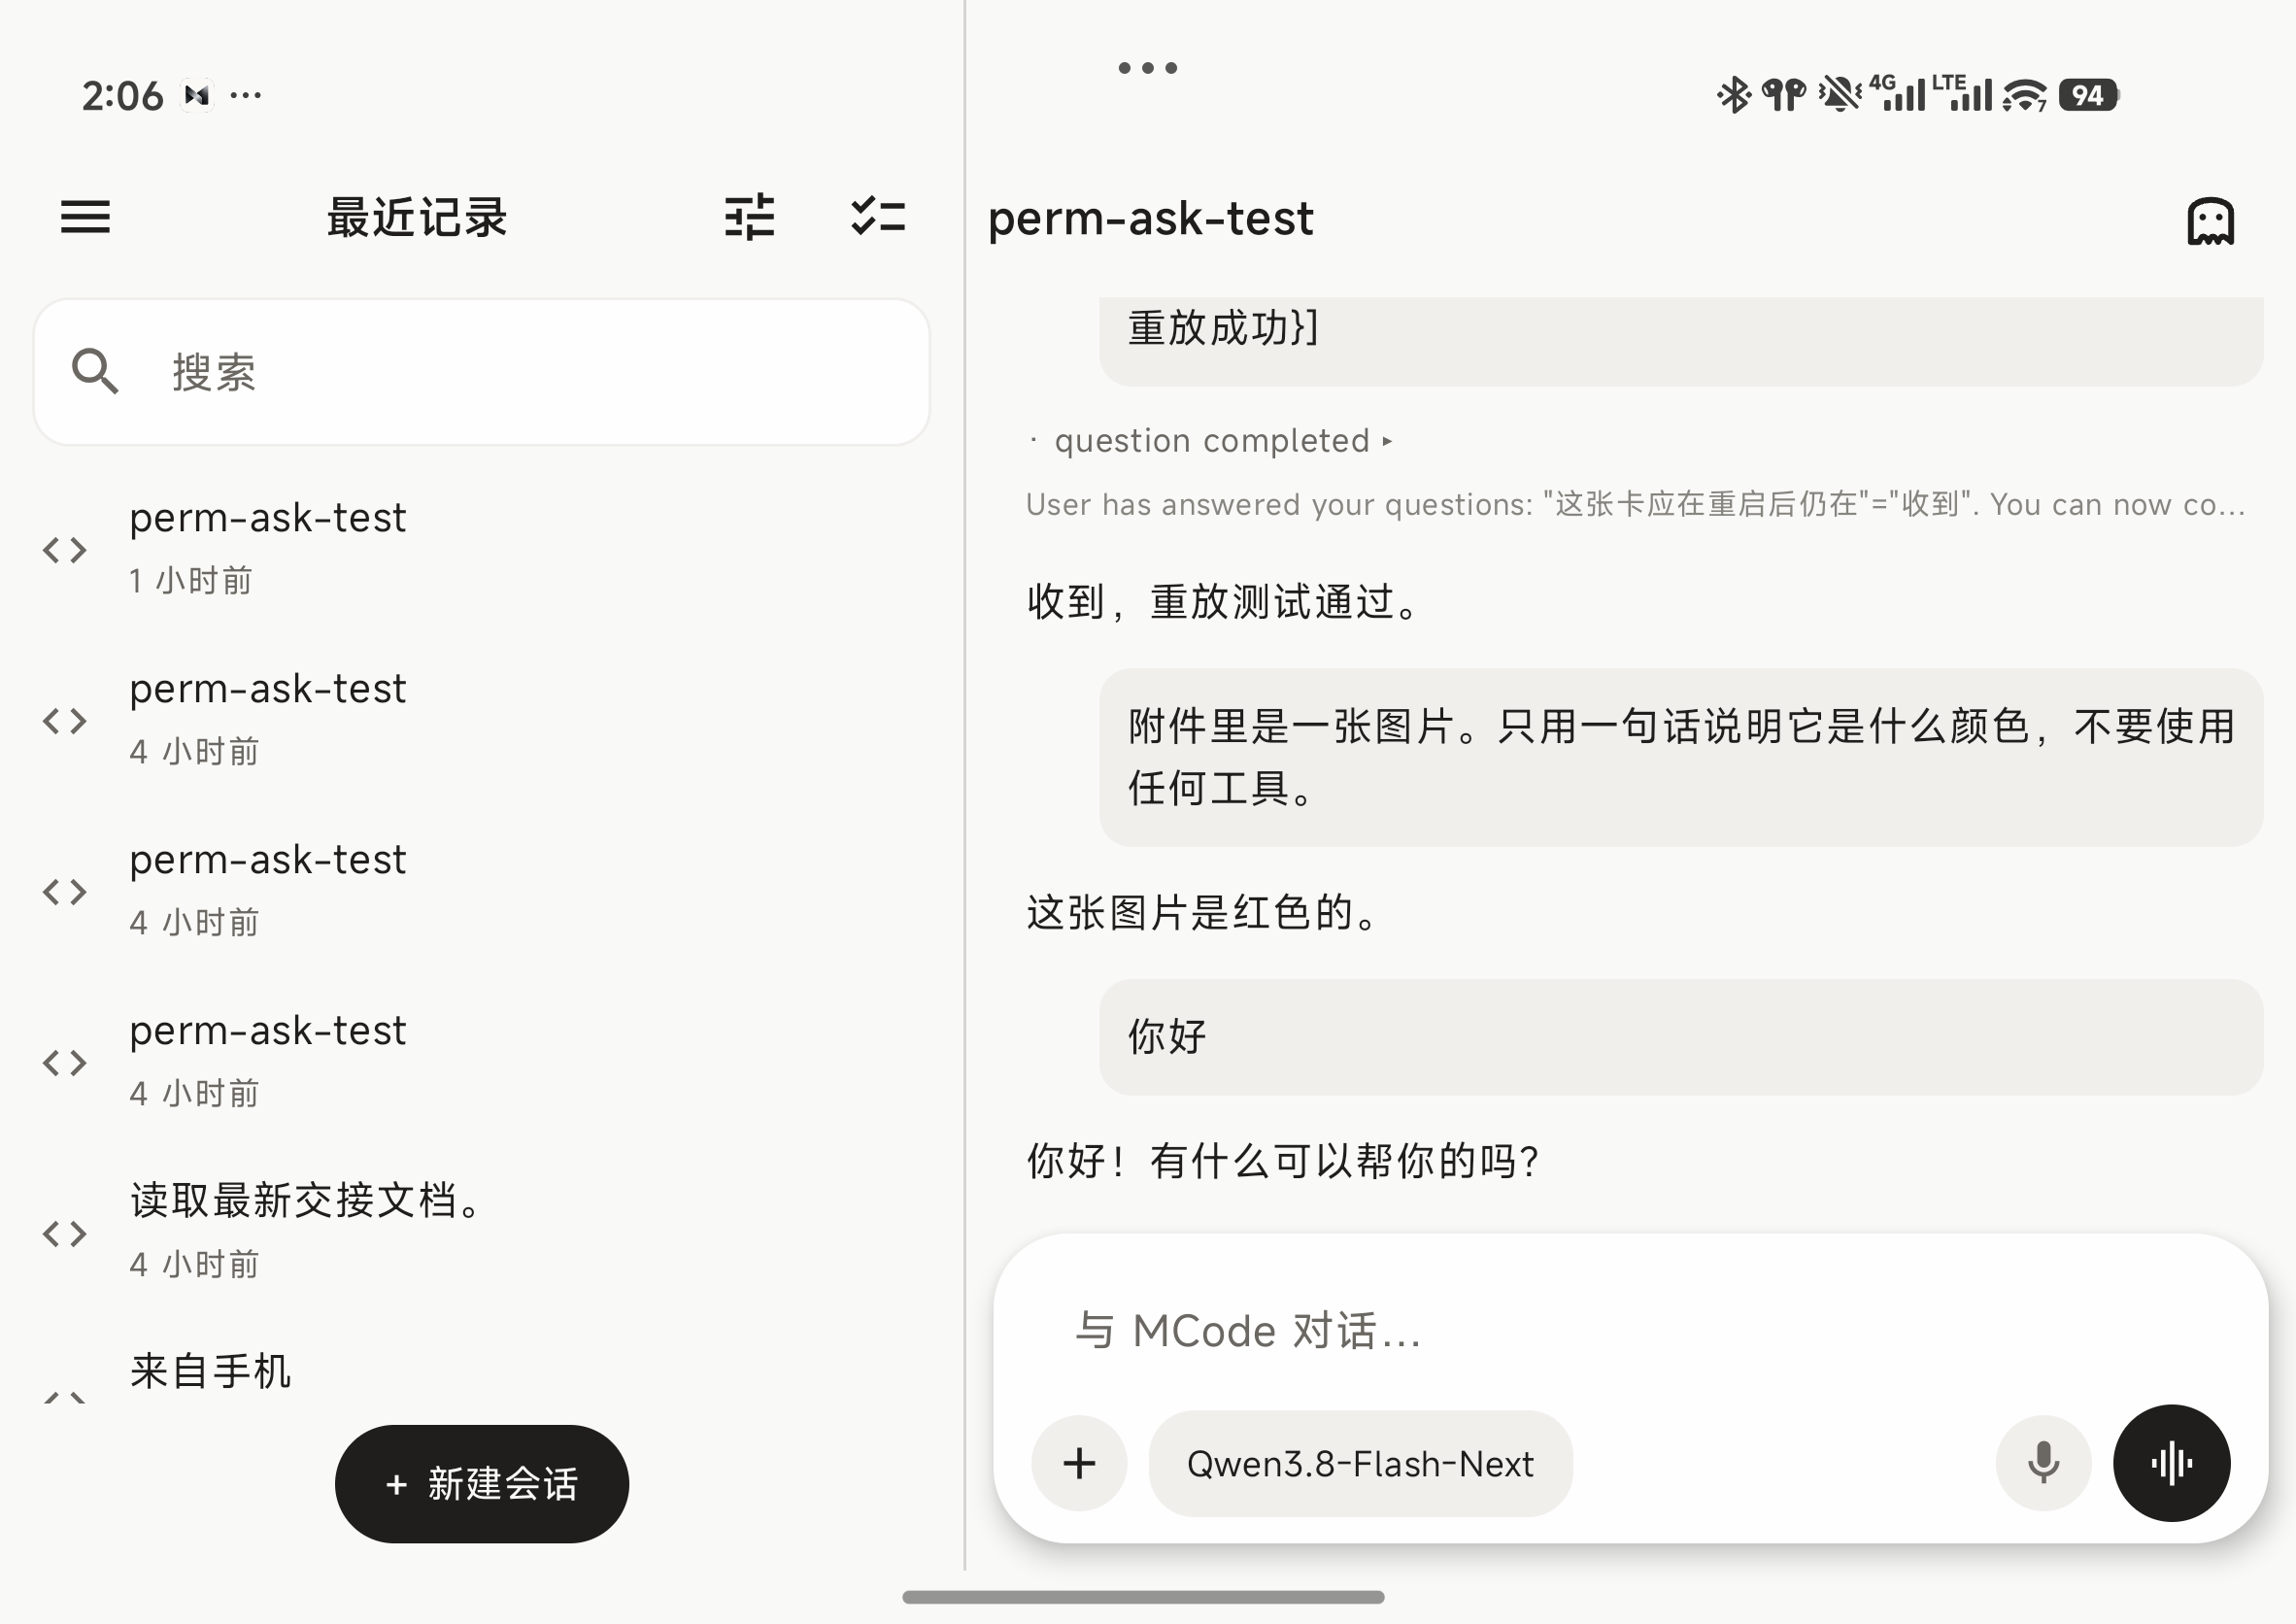 2:06
4G
LTE
7
94
最近记录
搜索
perm-ask-test
1 小时前
perm-ask-test
4 小时前
perm-ask-test
4 小时前
perm-ask-test
4 小时前
读取最新交接文档。
4 小时前
来自手机
+ 新建会话
perm-ask-test
重放成功}]
· question completed ▸
User has answered your questions: "这张卡应在重启后仍在"="收到". You can now co...
收到，重放测试通过。
附件里是一张图片。只用一句话说明它是什么颜色，不要使用
任何工具。
这张图片是红色的。
你好
你好！有什么可以帮你的吗？
与 MCode 对话...
Qwen3.8-Flash-Next